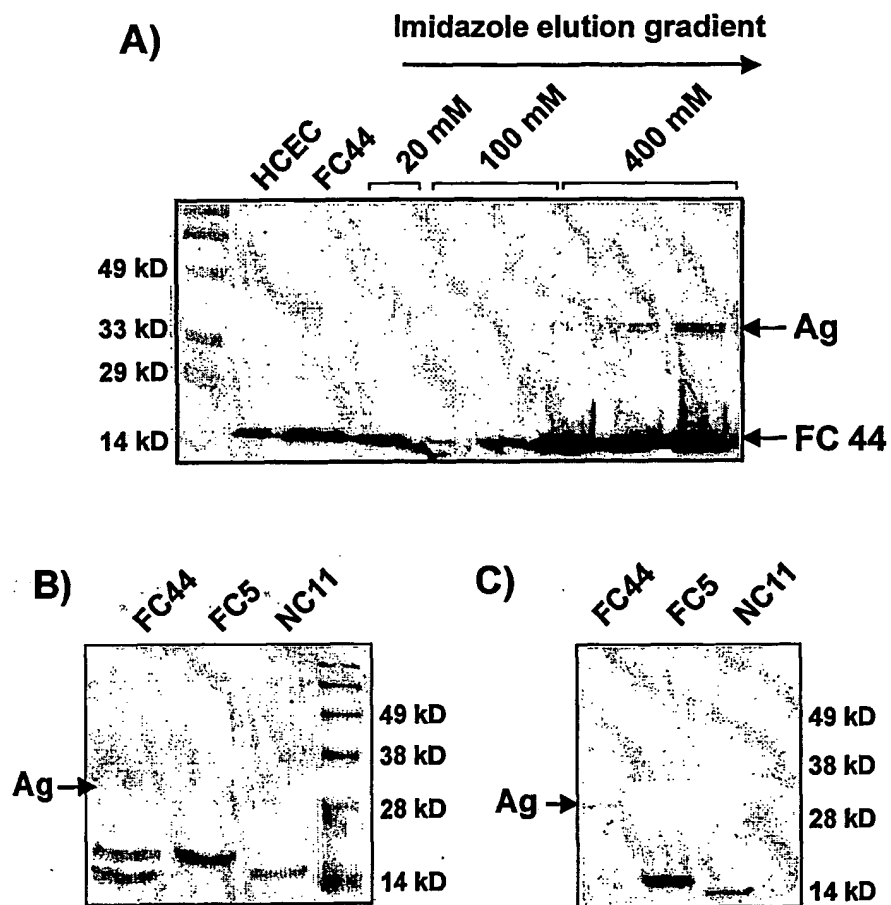 A)
Imidazole elution gradient
HCEC
FC44
20 mM
100 mM
400 mM
49 kD
33 kD
29 kD
14 kD
Ag
FC 44
B)
FC44
FC5
NC11
49 kD
38 kD
28 kD
14 kD
Ag
C)
FC44
FC5
NC11
49 kD
38 kD
28 kD
14 kD
Ag